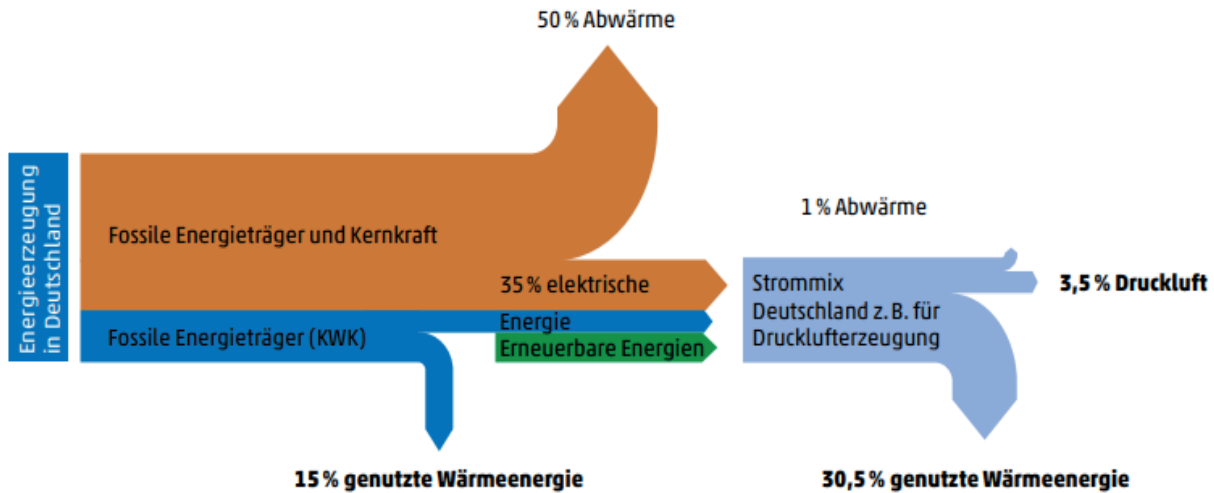 50 % Abwärme
Energieerzeugung
in Deutschland
Fossile Energieträger und Kernkraft
1 % Abwärme
35 % elektrische
Energie
Fossile Energieträger (KWK)
Erneuerbare Energien
Strommix
Deutschland z. B. für
Drucklufterzeugung
3,5 % Druckluft
15 % genutzte Wärmeenergie
30,5 % genutzte Wärmeenergie